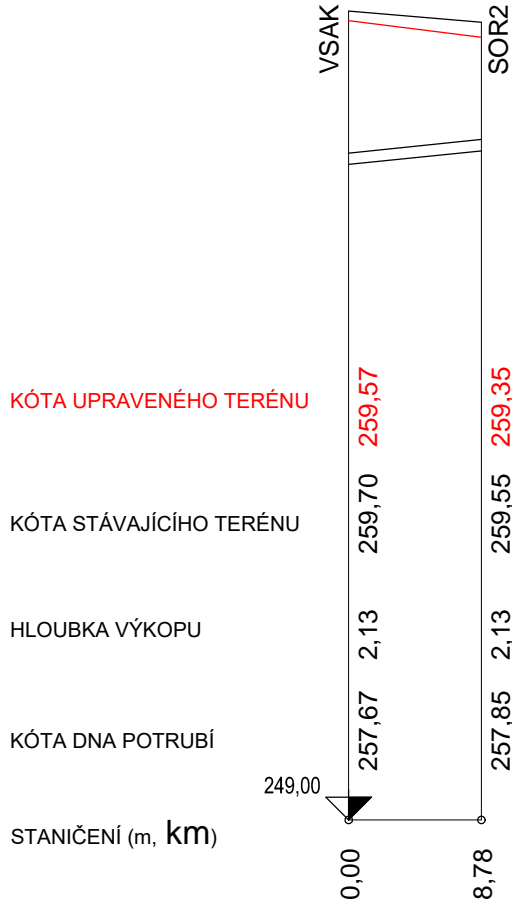 VSAK SOR2
KÓTA UPRAVENÉHO TERÉNU 259,57 259,35
KÓTA STÁVAJÍCÍHO TERÉNU 259,70 259,55
HLOUBKA VÝKOPU 2,13 2,13
KÓTA DNA POTRUBÍ 257,67 257,85
249,00
STANIČENÍ (m, km) 0,00 8,78